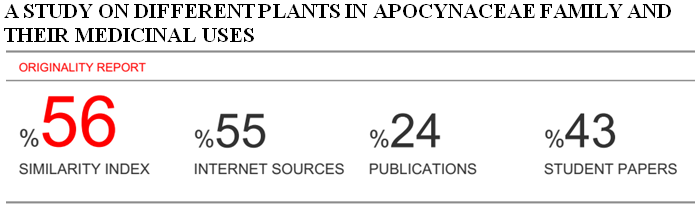 A STUDY ON DIFFERENT PLANTS IN APOCYNACEAE FAMILY AND
THEIR MEDICINAL USES
ORIGINALITY REPORT
%56 %55 %24 %43
SIMILARITY INDEX INTERNET SOURCES PUBLICATIONS STUDENT PAPERS